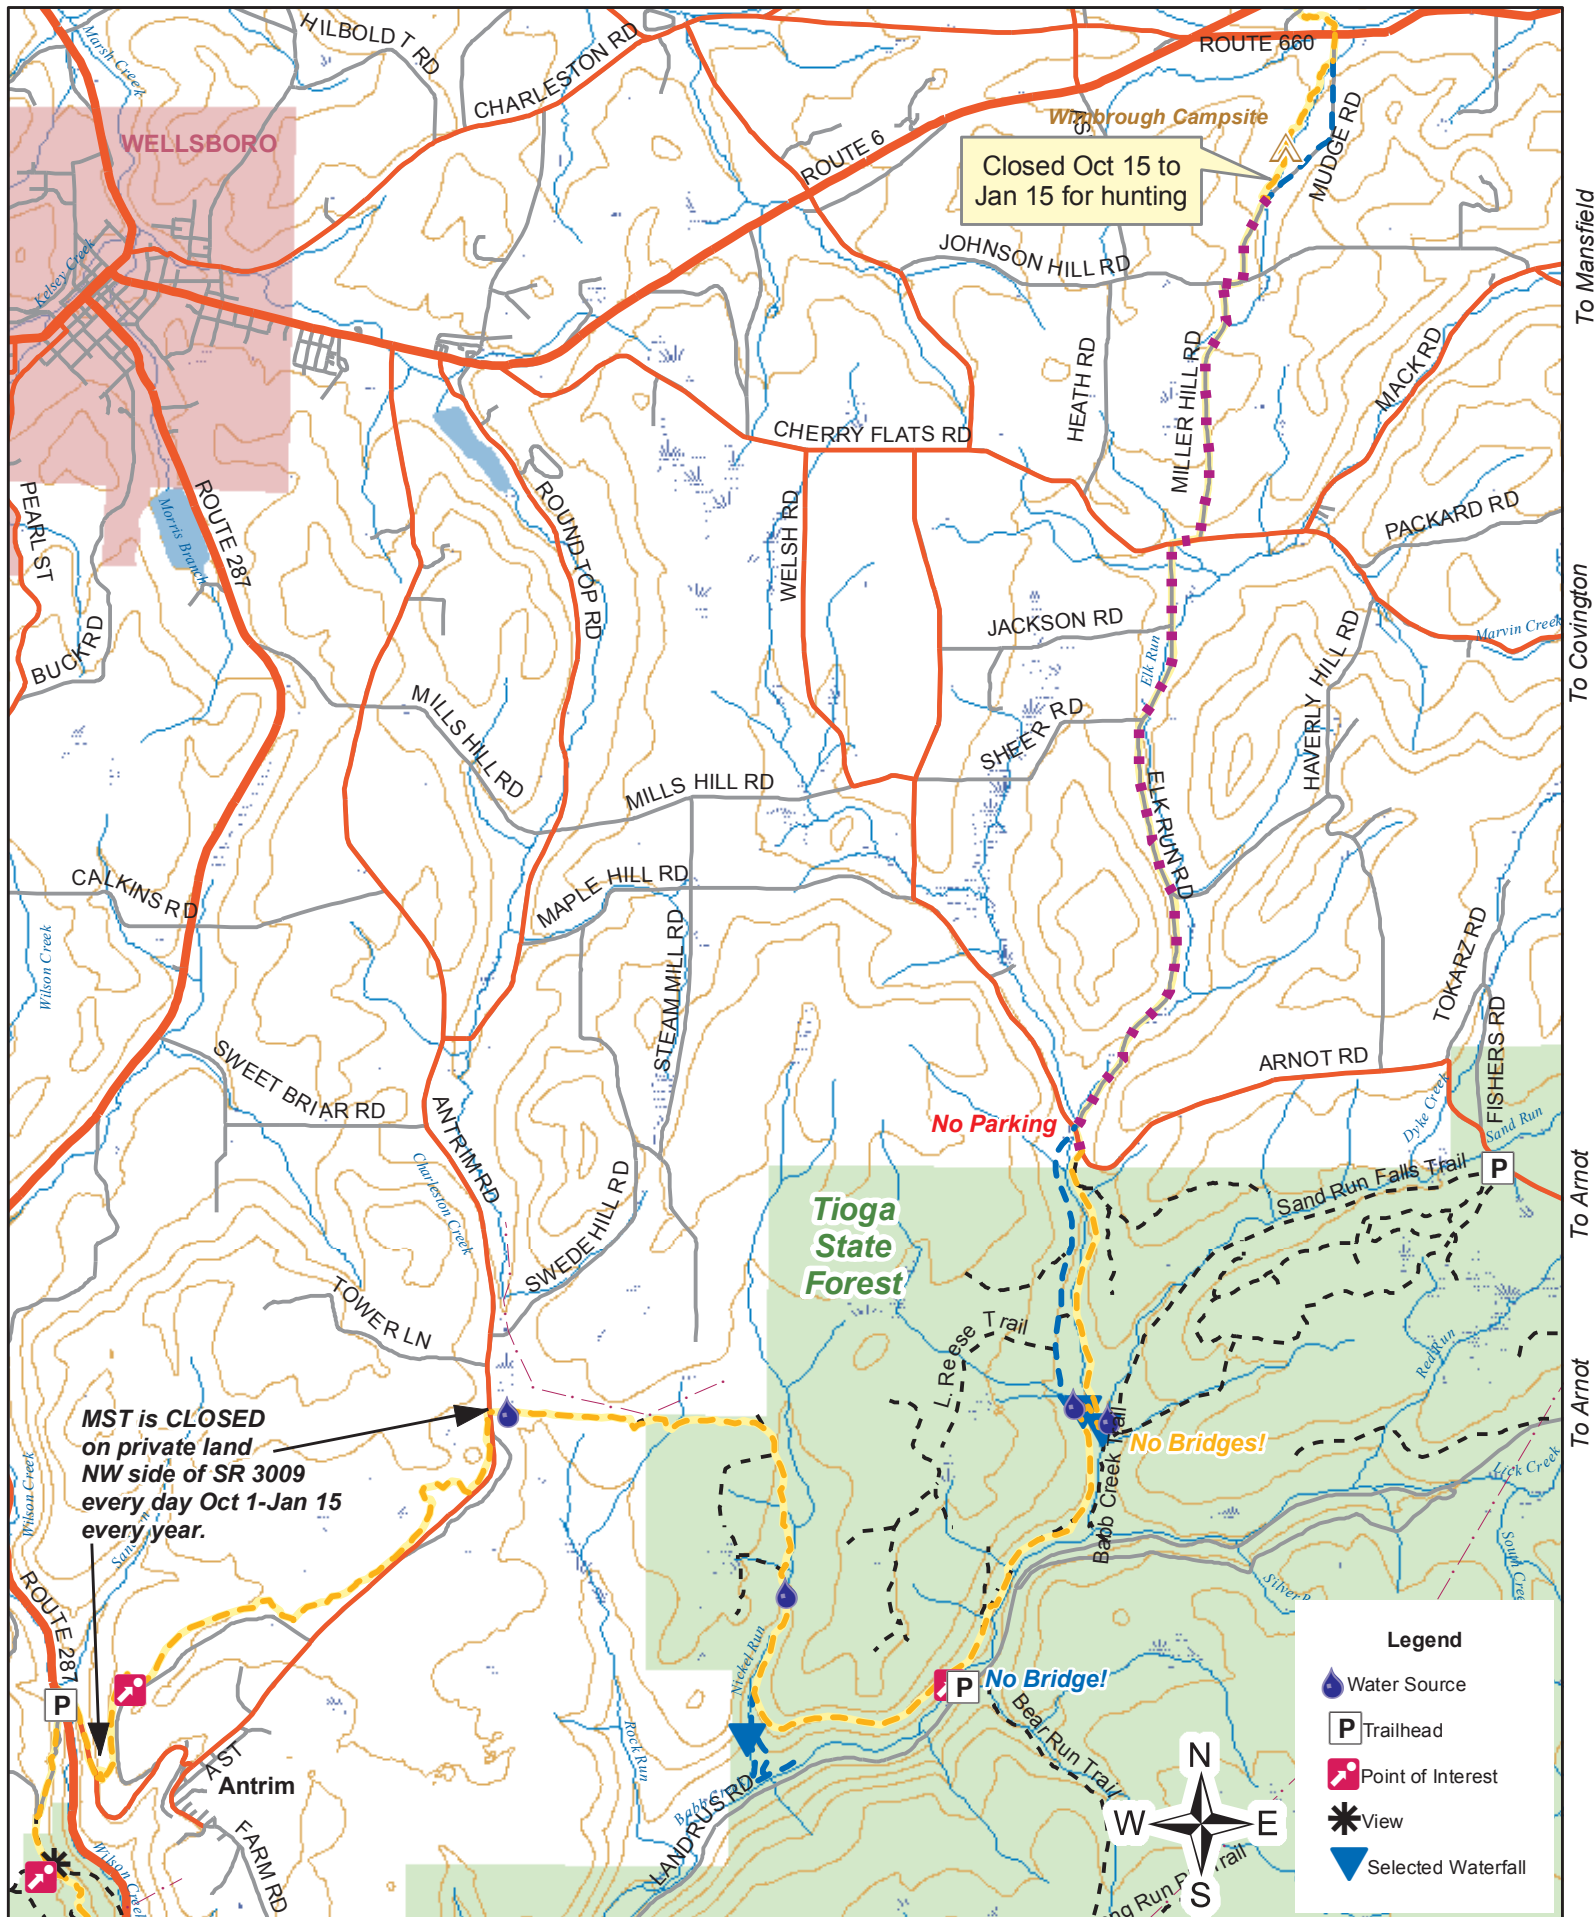 Marsh Creek
HILBOLD T RD
CHARLESTON RD
ROUTE 660
WELLSBORO
ROUTE 6
Wimbrough Campsite
MUDGE RD
Closed Oct 15 to
Jan 15 for hunting
To Mansfield
Kelsey Creek
JOHNSON HILL RD
HEATH RD
MILLER HILL RD
MACK RD
CHERRY FLATS RD
PEARL ST
Morris Branch
ROUTE 287
ROUND TOP RD
WELSH RD
PACKARD RD
BUCK RD
JACKSON RD
Elk Run
HAVERLY HILL RD
Marvin Creek
To Covington
MILLS HILL RD
SHEER RD
MILLS HILL RD
ELK RUN RD
CALKINS RD
MAPLE HILL RD
STEAM MILL RD
Wilson Creek
TOKARZ RD
FISHERS RD
SWEET BRIAR RD
ARNOT RD
ANTRIM RD
No Parking
Dyke Creek
Sand Run
Charleston Creek
SWEDE HILL RD
Sand Run Falls Trail
P
To Arnot
Tioga
State
Forest
TOWER LN
L. Reese Trail
Red Run
To Arnot
MST is CLOSED
on private land
NW side of SR 3009
every day Oct 1-Jan 15
every year.
No Bridges!
Babb Creek Trail
Lick Creek
Wilson Creek
South Cree
Silver R
ROUTE 287
P
Nickel Run
P
No Bridge!
Bear Run Trail
Rock Run
A ST
Antrim
LANDRUS RD
FARM RD
Wilson Creek
N
W
E
S
Legend
Water Source
P Trailhead
Point of Interest
View
Selected Waterfall